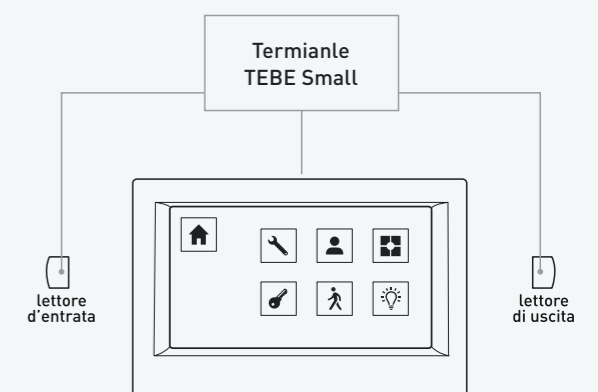 Termianle
TEBE Small
lettore
d'entrata
lettore
di uscita